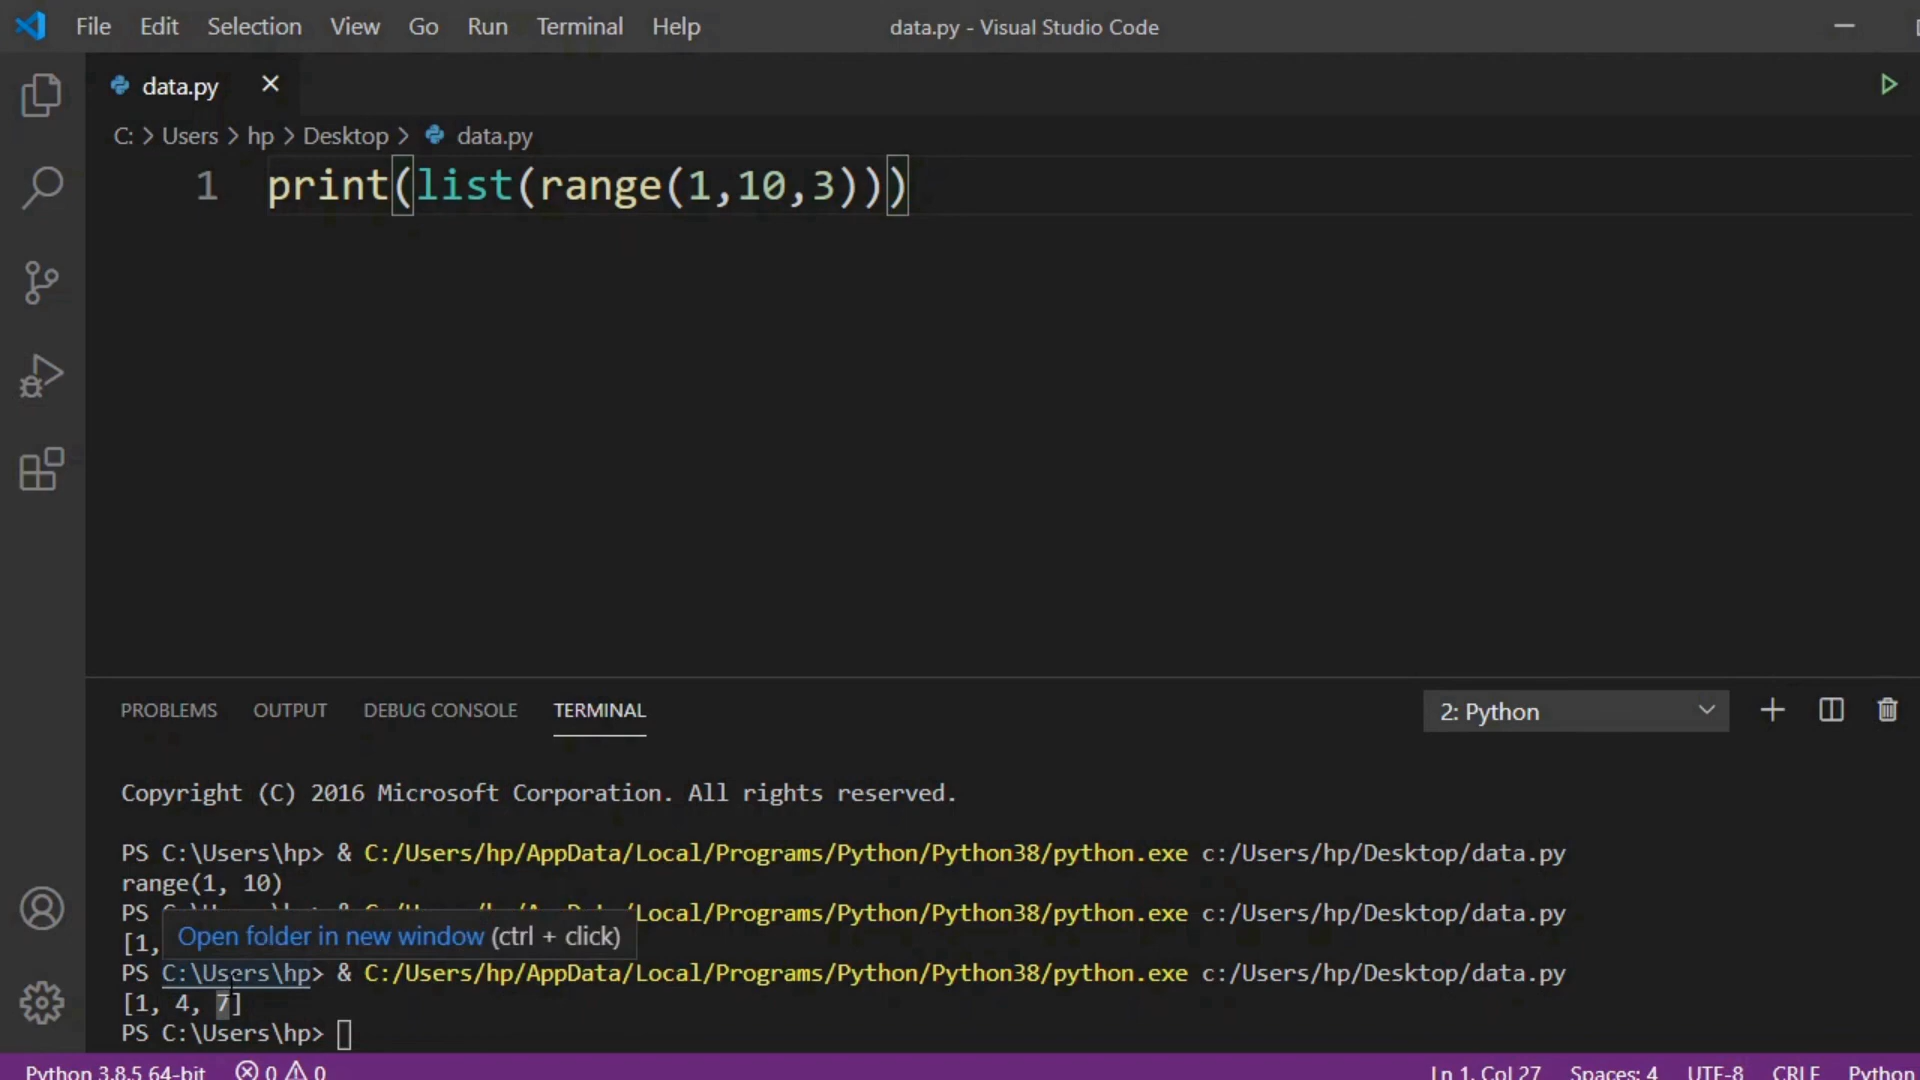 File Edit Selection View Go Run Terminal Help data.py - Visual Studio Code
data.py
C: > Users > hp > Desktop > data.py
1 print(list(range(1,10,3)))
PROBLEMS OUTPUT DEBUG CONSOLE TERMINAL 2: Python
Copyright (C) 2016 Microsoft Corporation. All rights reserved.
PS C:\Users\hp> & C:/Users/hp/AppData/Local/Programs/Python/Python38/python.exe c:/Users/hp/Desktop/data.py
range(1, 10)
PS /Local/Programs/Python/Python38/python.exe c:/Users/hp/Desktop/data.py
[1,
Open folder in new window (ctrl + click)
PS C:\Users\hp> & C:/Users/hp/AppData/Local/Programs/Python/Python38/python.exe c:/Users/hp/Desktop/data.py
[1, 4, 7]
PS C:\Users\hp>
Python 3.8.5 64-bit 0 0 Ln 1, Col 27 Spaces: 4 UTF-8 CRLF Python